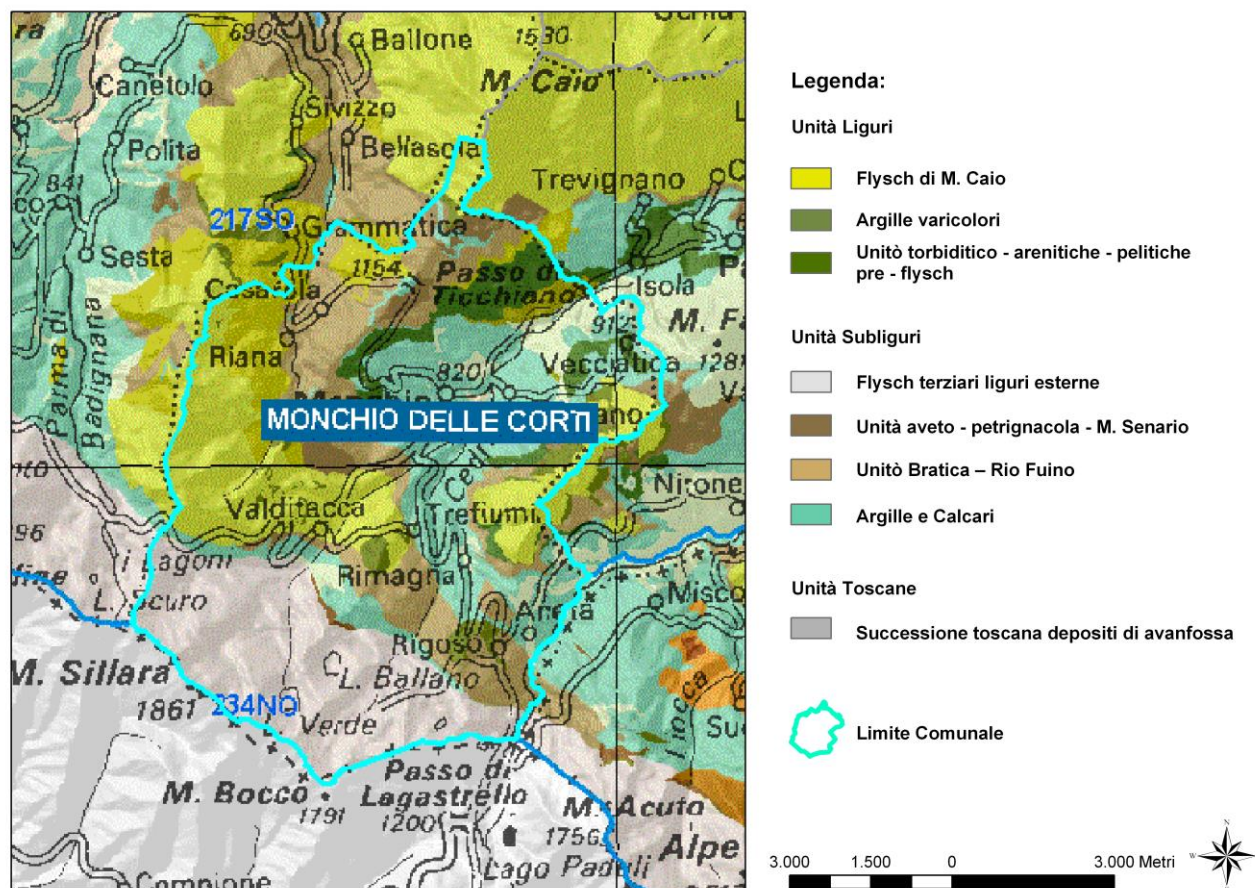 690
Ballone
1580
Canetolo
M. Caio
Sivizzo
Polita
Bellasola
841
Trevignano
217SO
Grammatica
Sesta
1154
Passo di
Ticchiano
Casarola
Isola
912
Parma di
Badignana
Riana
Vecciatica
1281
820
MONCHIO DELLE CORTI
Nirone
Valditacca
Trefiumi
i Lagoni
Rimagna
L. Scuro
Rigoso
M. Sillara
L. Ballano
1861
234NO
Verde
Passo di
Lagastrello
M. Bocco
M. Acuto
1791
1200
1756
Alpe
Lago Paduli
Legenda:
Unità Liguri
Flysch di M. Caio
Argille varicolori
Unitò torbiditico - arenitiche - pelitiche
pre - flysch
Unità Subliguri
Flysch terziari liguri esterne
Unità aveto - petrignacola - M. Senario
Unitò Bratica – Rio Fuino
Argille e Calcari
Unità Toscane
Successione toscana depositi di avanfossa
Limite Comunale
3.000 1.500 0 3.000 Metri